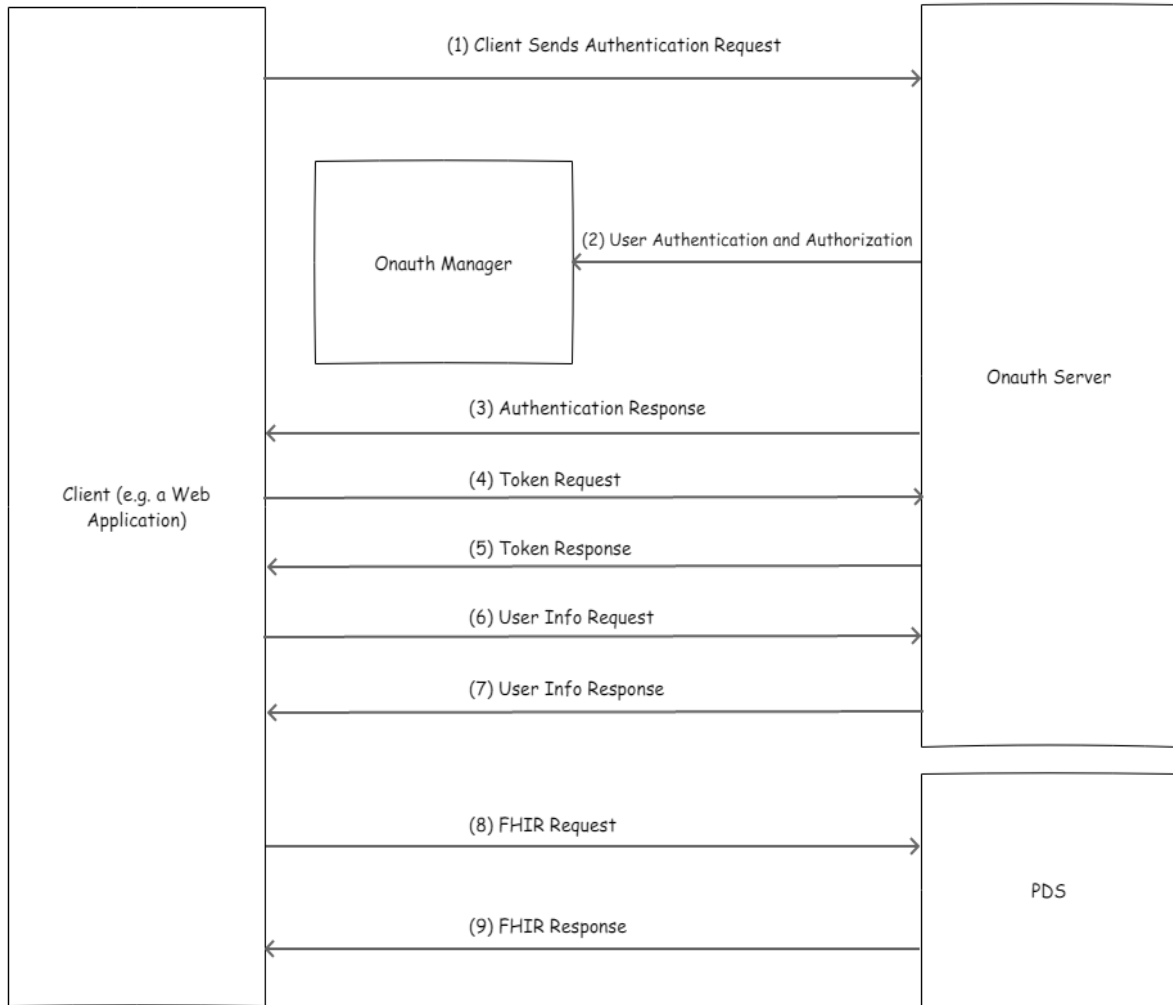 (1) Client Sends Authentication Request
(2) User Authentication and Authorization
Onauth Manager
Onauth Server
(3) Authentication Response
(4) Token Request
Client (e.g. a Web
Application)
(5) Token Response
(6) User Info Request
(7) User Info Response
(8) FHIR Request
PDS
(9) FHIR Response